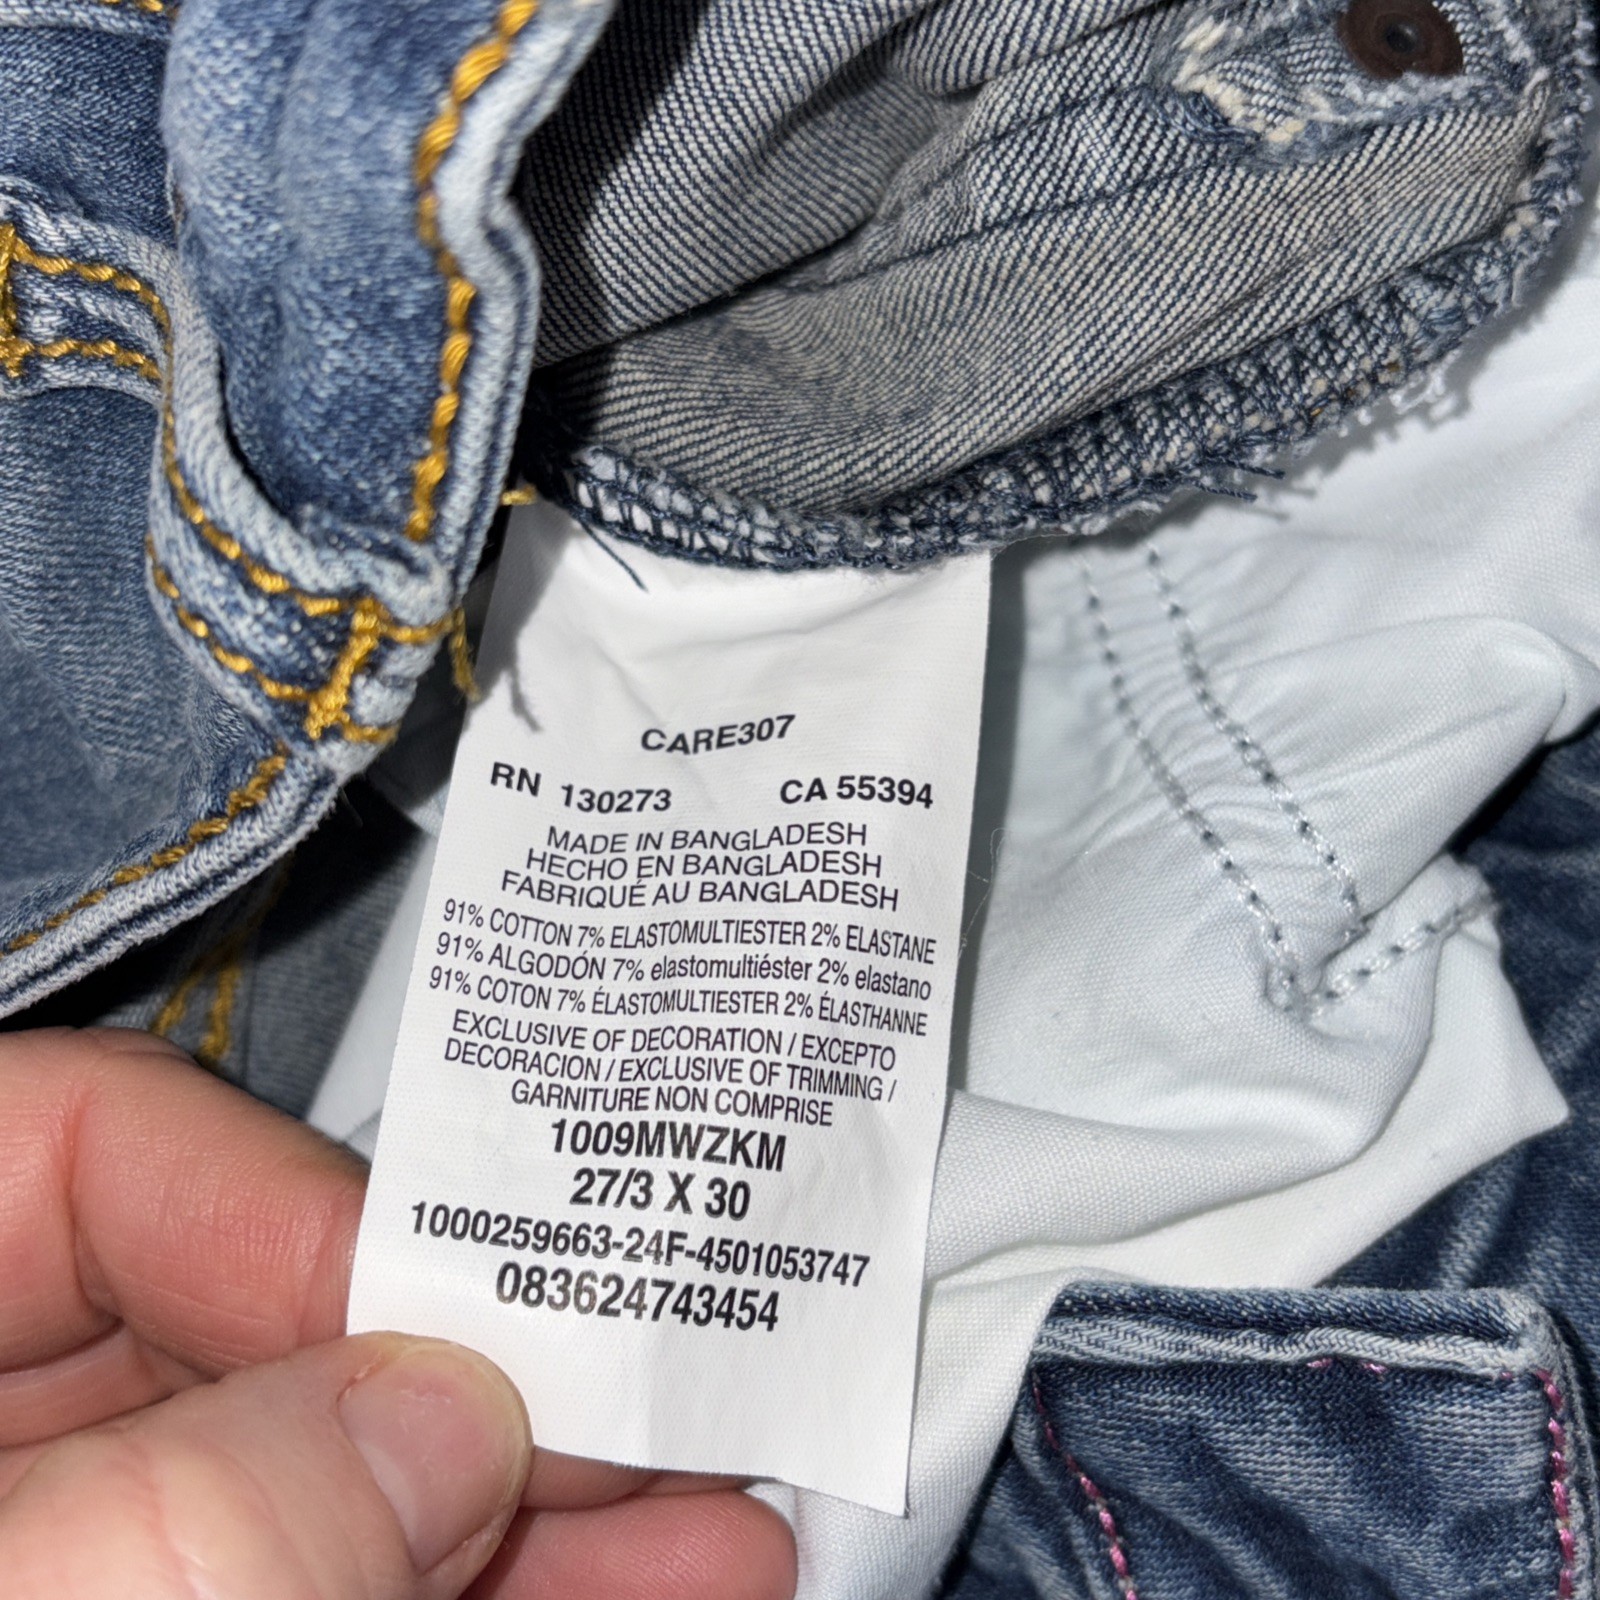 CARE307
RN 130273 CA 55394
MADE IN BANGLADESH
HECHO EN BANGLADESH
FABRIQUÉ AU BANGLADESH
91% COTTON 7% ELASTOMULTIESTER 2% ELASTANE
91% ALGODÓN 7% elastomultiéster 2% elastano
91% COTON 7% ÉLASTOMULTIESTER 2% ÉLASTHANNE
EXCLUSIVE OF DECORATION / EXCEPTO
DECORACION / EXCLUSIVE OF TRIMMING /
GARNITURE NON COMPRISE
1009MWZKM
27/3 X 30
1000259663-24F-4501053747
083624743454